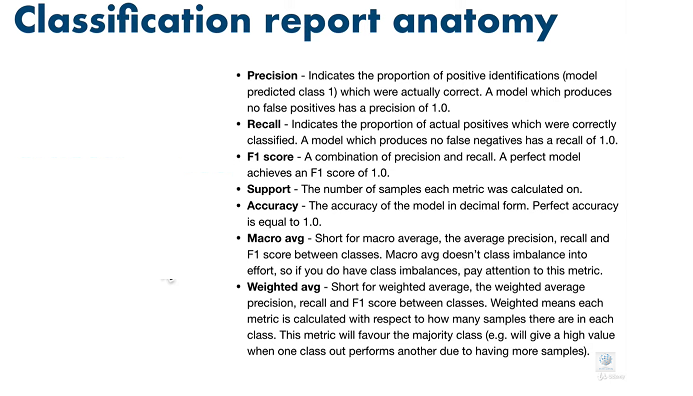 Classification report anatomy
• Precision - Indicates the proportion of positive identifications (model
predicted class 1) which were actually correct. A model which produces
no false positives has a precision of 1.0.
• Recall - Indicates the proportion of actual positives which were correctly
classified. A model which produces no false negatives has a recall of 1.0.
• F1 score - A combination of precision and recall. A perfect model
achieves an F1 score of 1.0.
• Support - The number of samples each metric was calculated on.
• Accuracy - The accuracy of the model in decimal form. Perfect accuracy
is equal to 1.0.
• Macro avg - Short for macro average, the average precision, recall and
F1 score between classes. Macro avg doesn't class imbalance into
effort, so if you do have class imbalances, pay attention to this metric.
• Weighted avg - Short for weighted average, the weighted average
precision, recall and F1 score between classes. Weighted means each
metric is calculated with respect to how many samples there are in each
class. This metric will favour the majority class (e.g. will give a high value
when one class out performs another due to having more samples).